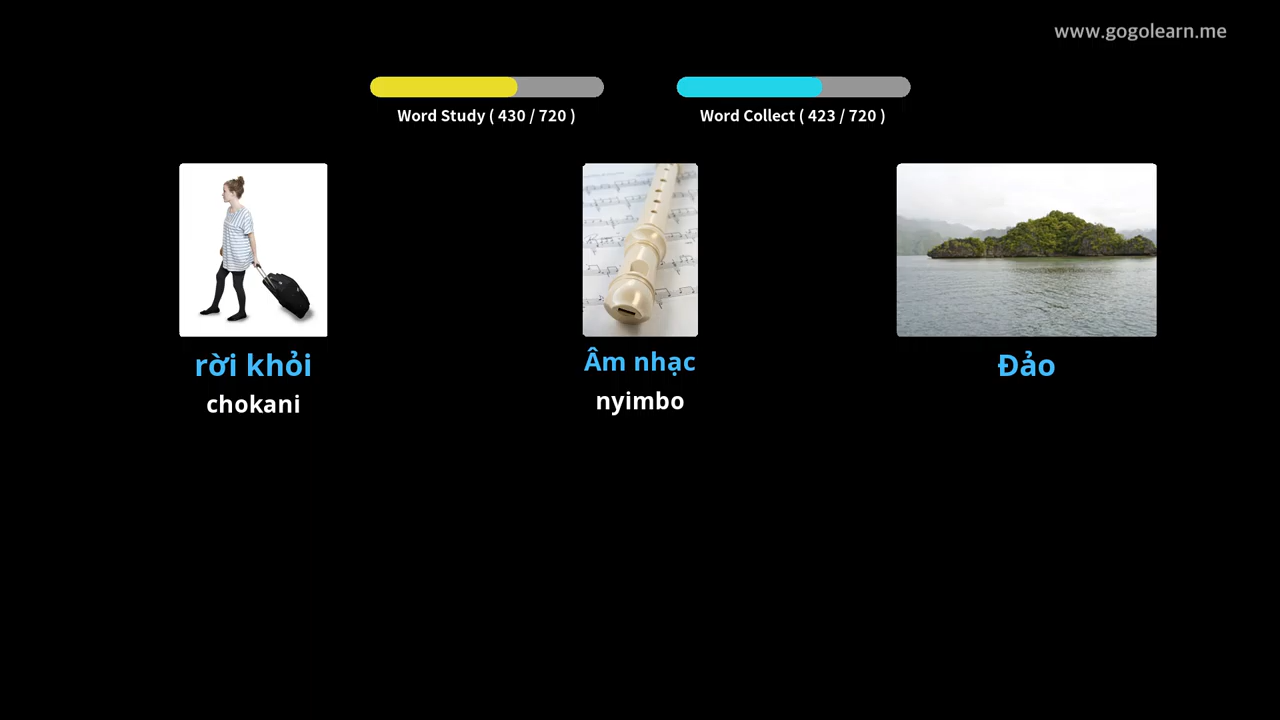 www.gogolearn.me
Word Study ( 430 / 720 )
Word Collect ( 423 / 720 )
rời khỏi
chokani
Âm nhạc
nyimbo
Đảo